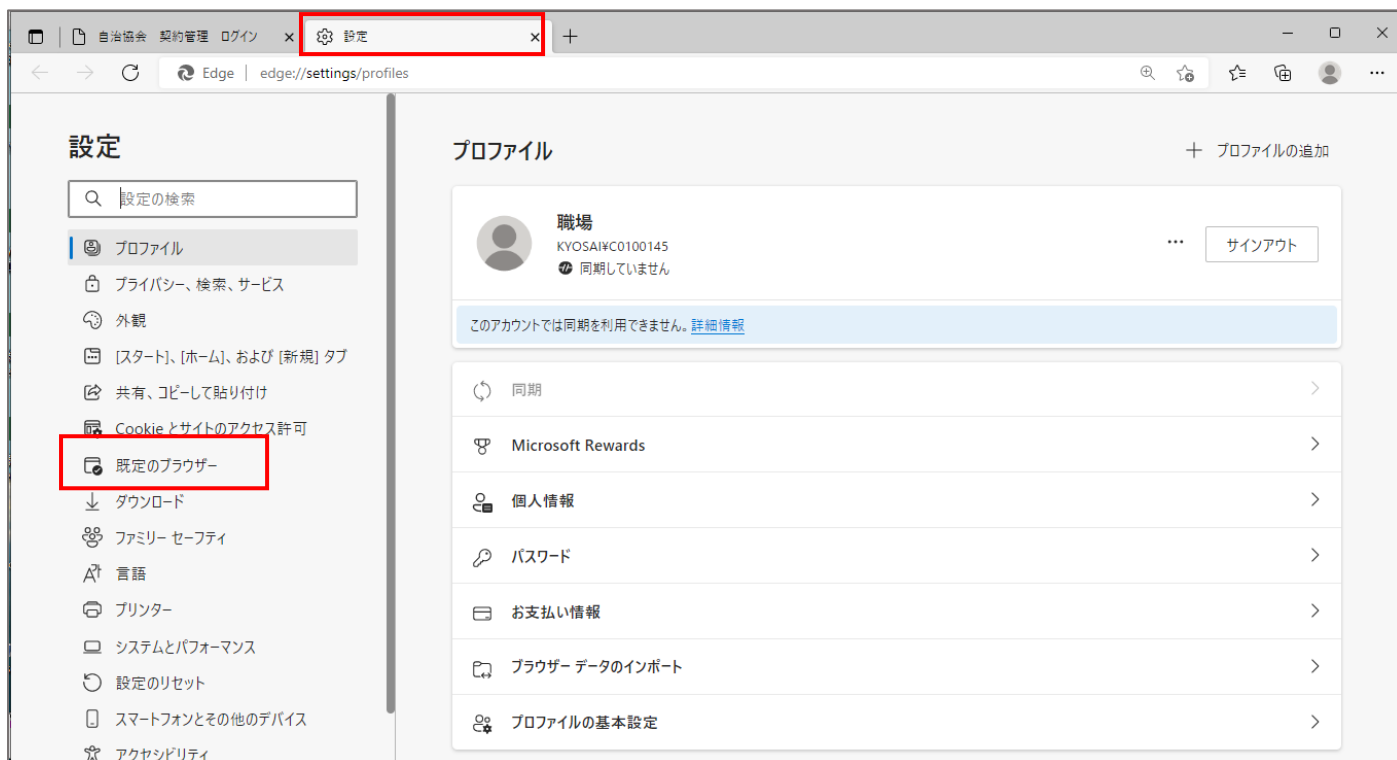 自治協会 契約管理 ログイン
設定
Edge
edge://settings/profiles
設定
設定の検索
プロファイル
プライバシー、検索、サービス
外観
[スタート]、[ホーム]、および [新規] タブ
共有、コピーして貼り付け
Cookie とサイトのアクセス許可
既定のブラウザー
ダウンロード
ファミリー セーフティ
言語
プリンター
システムとパフォーマンス
設定のリセット
スマートフォンとその他のデバイス
アクセシビリティ
プロファイル
プロファイルの追加
職場
KYOSAI¥C0100145
同期していません
サインアウト
このアカウントでは同期を利用できません。詳細情報
同期
Microsoft Rewards
個人情報
パスワード
お支払い情報
ブラウザー データのインポート
プロファイルの基本設定